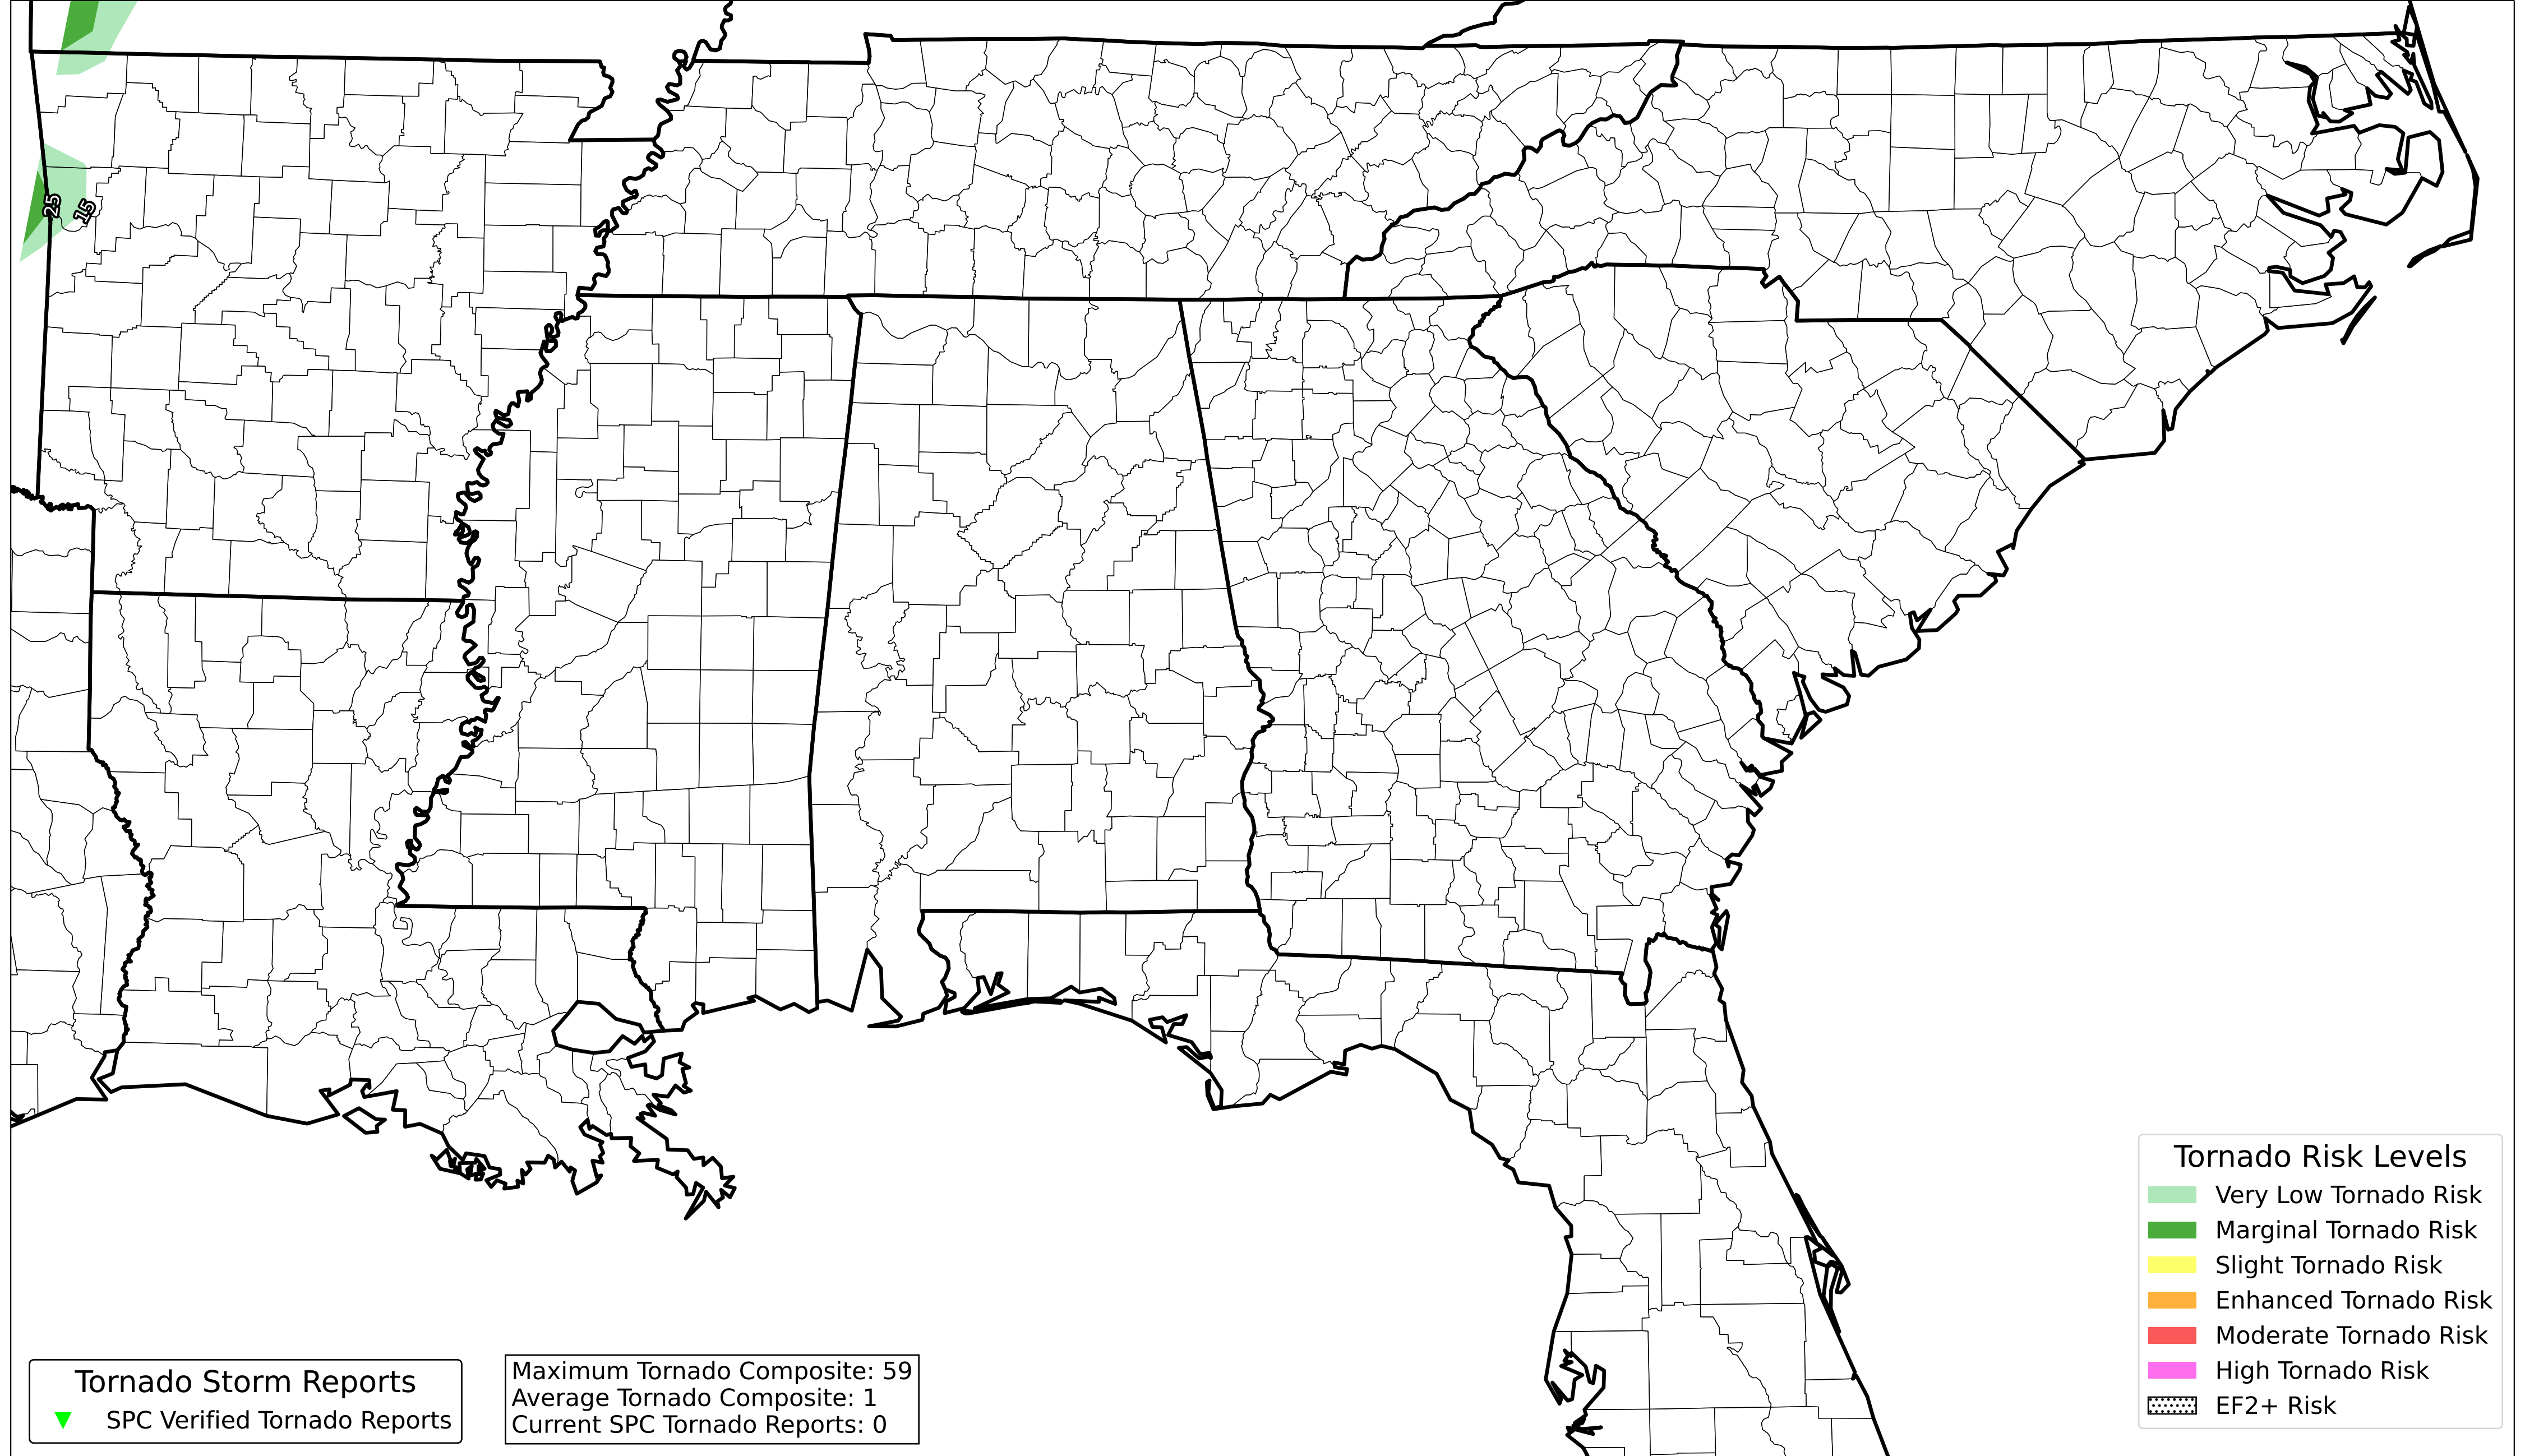 25
15
Tornado Risk Levels
Very Low Tornado Risk
Marginal Tornado Risk
Slight Tornado Risk
Enhanced Tornado Risk
Moderate Tornado Risk
High Tornado Risk
EF2+ Risk
Tornado Storm Reports
SPC Verified Tornado Reports
Maximum Tornado Composite: 59
Average Tornado Composite: 1
Current SPC Tornado Reports: 0